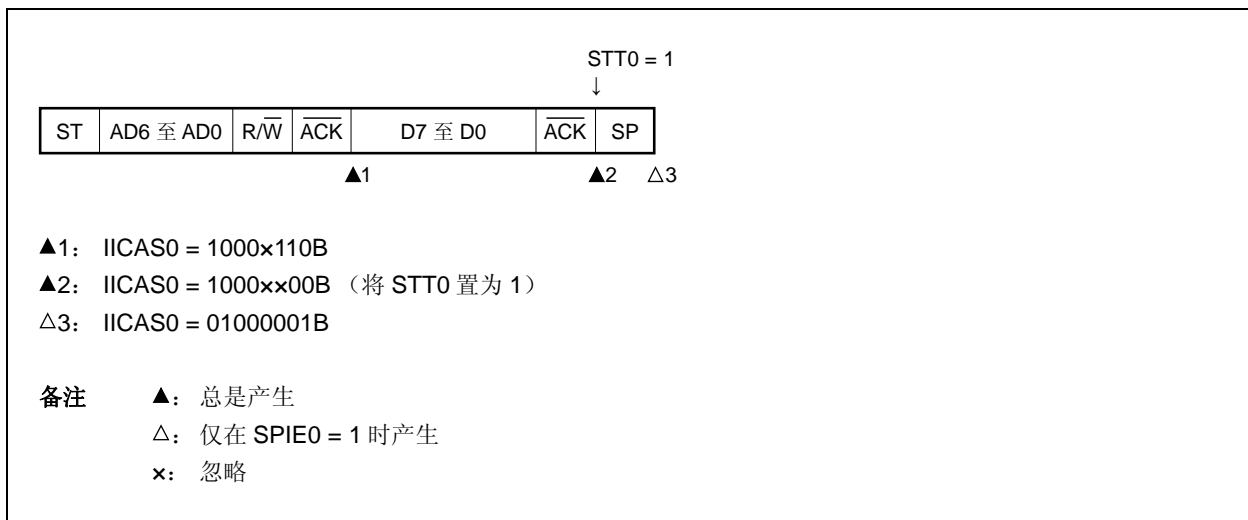 STT0 = 1
↓
ST AD6 至 AD0 R/W̅ A̅C̅K̅ D7 至 D0 A̅C̅K̅ SP
▲1 ▲2 △3
▲1： IICAS0 = 1000×110B
▲2： IICAS0 = 1000××00B （将 STT0 置为 1）
△3： IICAS0 = 01000001B
备注 ▲： 总是产生
△： 仅在 SPIE0 = 1 时产生
×： 忽略